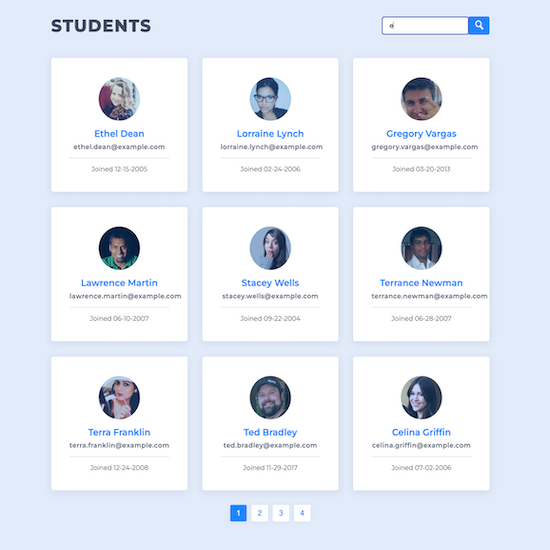 STUDENTS
e
Ethel Dean
ethel.dean@example.com
Joined 12-15-2005
Lorraine Lynch
lorraine.lynch@example.com
Joined 02-24-2006
Gregory Vargas
gregory.vargas@example.com
Joined 03-20-2013
Lawrence Martin
lawrence.martin@example.com
Joined 06-10-2007
Stacey Wells
stacey.wells@example.com
Joined 09-22-2004
Terrance Newman
terrance.newman@example.com
Joined 06-28-2007
Terra Franklin
terra.franklin@example.com
Joined 12-24-2008
Ted Bradley
ted.bradley@example.com
Joined 11-29-2017
Celina Griffin
celina.griffin@example.com
Joined 07-02-2006
1 2 3 4